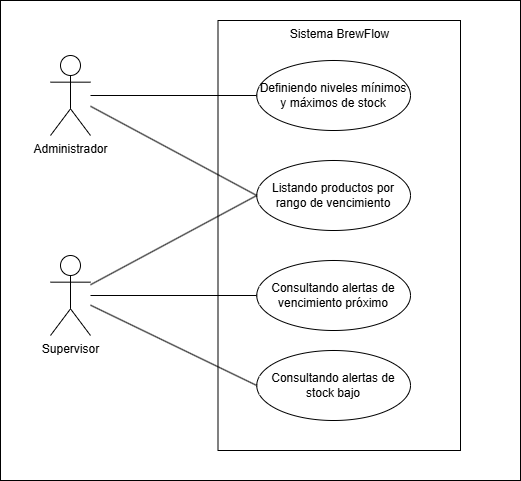 Sistema BrewFlow
Definiendo niveles mínimos
y máximos de stock
Administrador
Listando productos por
rango de vencimiento
Consultando alertas de
vencimiento próximo
Supervisor
Consultando alertas de
stock bajo